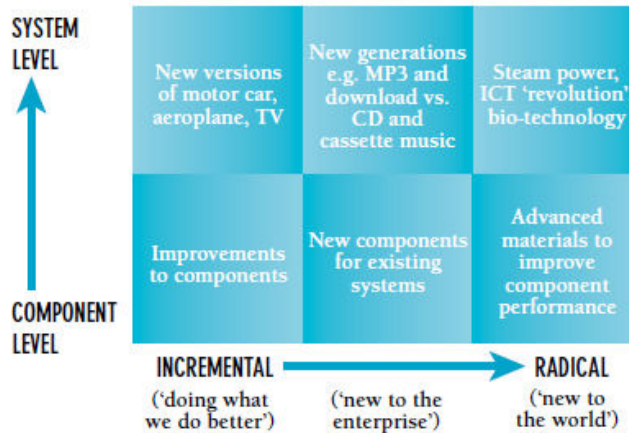 SYSTEM
LEVEL
New versions
of motor car,
aeroplane, TV
New generations
e.g. MP3 and
download vs.
CD and
cassette music
Steam power,
ICT ‘revolution’
bio-technology
Improvements
to components
New components
for existing
systems
Advanced
materials to
improve
component
performance
COMPONENT
LEVEL
INCREMENTAL
RADICAL
(‘doing what
we do better’)
(‘new to the
enterprise’)
(‘new to
the world’)